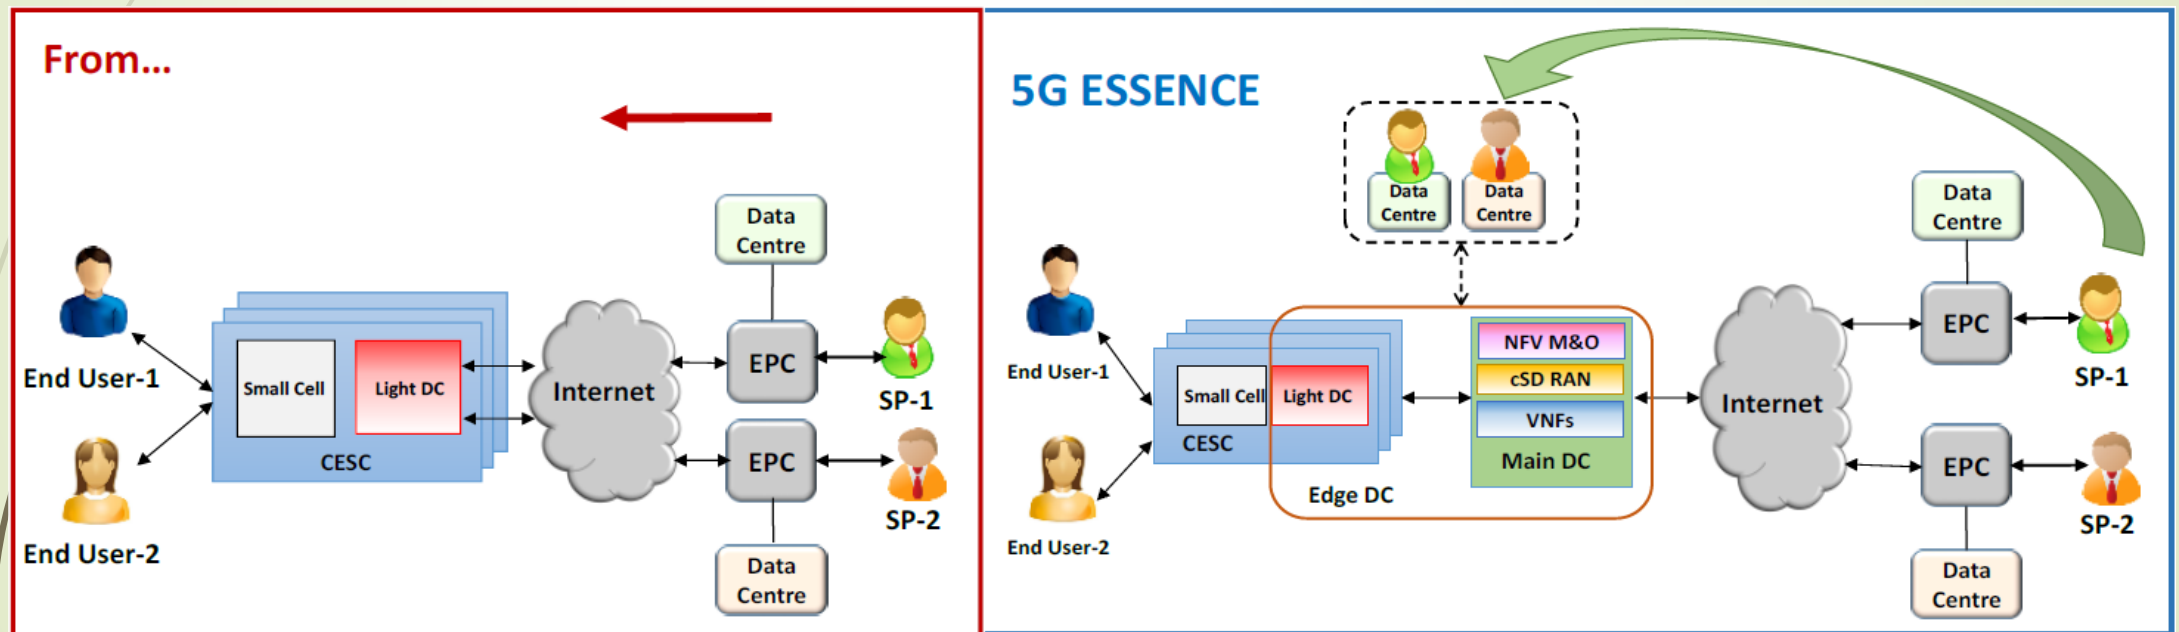 From...
Data
Centre
End User-1
Small Cell
Light DC
CESC
Internet
EPC
SP-1
EPC
SP-2
End User-2
Data
Centre
5G ESSENCE
Data
Centre
Data
Centre
Data
Centre
End User-1
Small Cell
Light DC
CESC
NFV M&O
cSD RAN
VNFs
Main DC
Edge DC
Internet
EPC
SP-1
EPC
SP-2
End User-2
Data
Centre